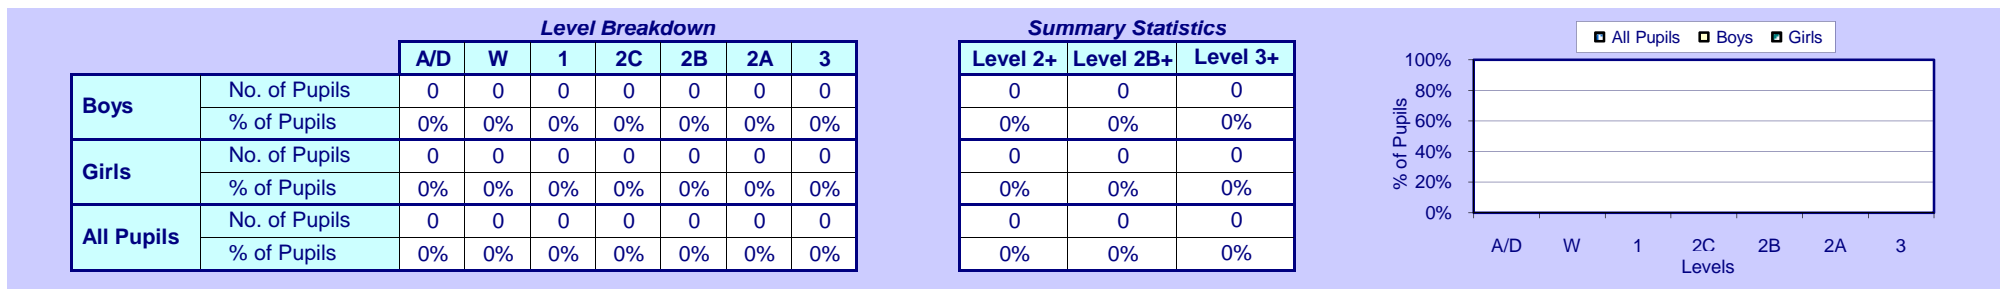 Level Breakdown
A/D W 1 2C 2B 2A 3
Boys No. of Pupils 0 0 0 0 0 0 0
% of Pupils 0% 0% 0% 0% 0% 0% 0%
Girls No. of Pupils 0 0 0 0 0 0 0
% of Pupils 0% 0% 0% 0% 0% 0% 0%
All Pupils No. of Pupils 0 0 0 0 0 0 0
% of Pupils 0% 0% 0% 0% 0% 0% 0%
Summary Statistics
Level 2+ Level 2B+ Level 3+
0 0 0
0% 0% 0%
0 0 0
0% 0% 0%
0 0 0
0% 0% 0%
All Pupils Boys Girls
% of Pupils
100%
80%
60%
40%
20%
0%
A/D W 1 2C 2B 2A 3
Levels